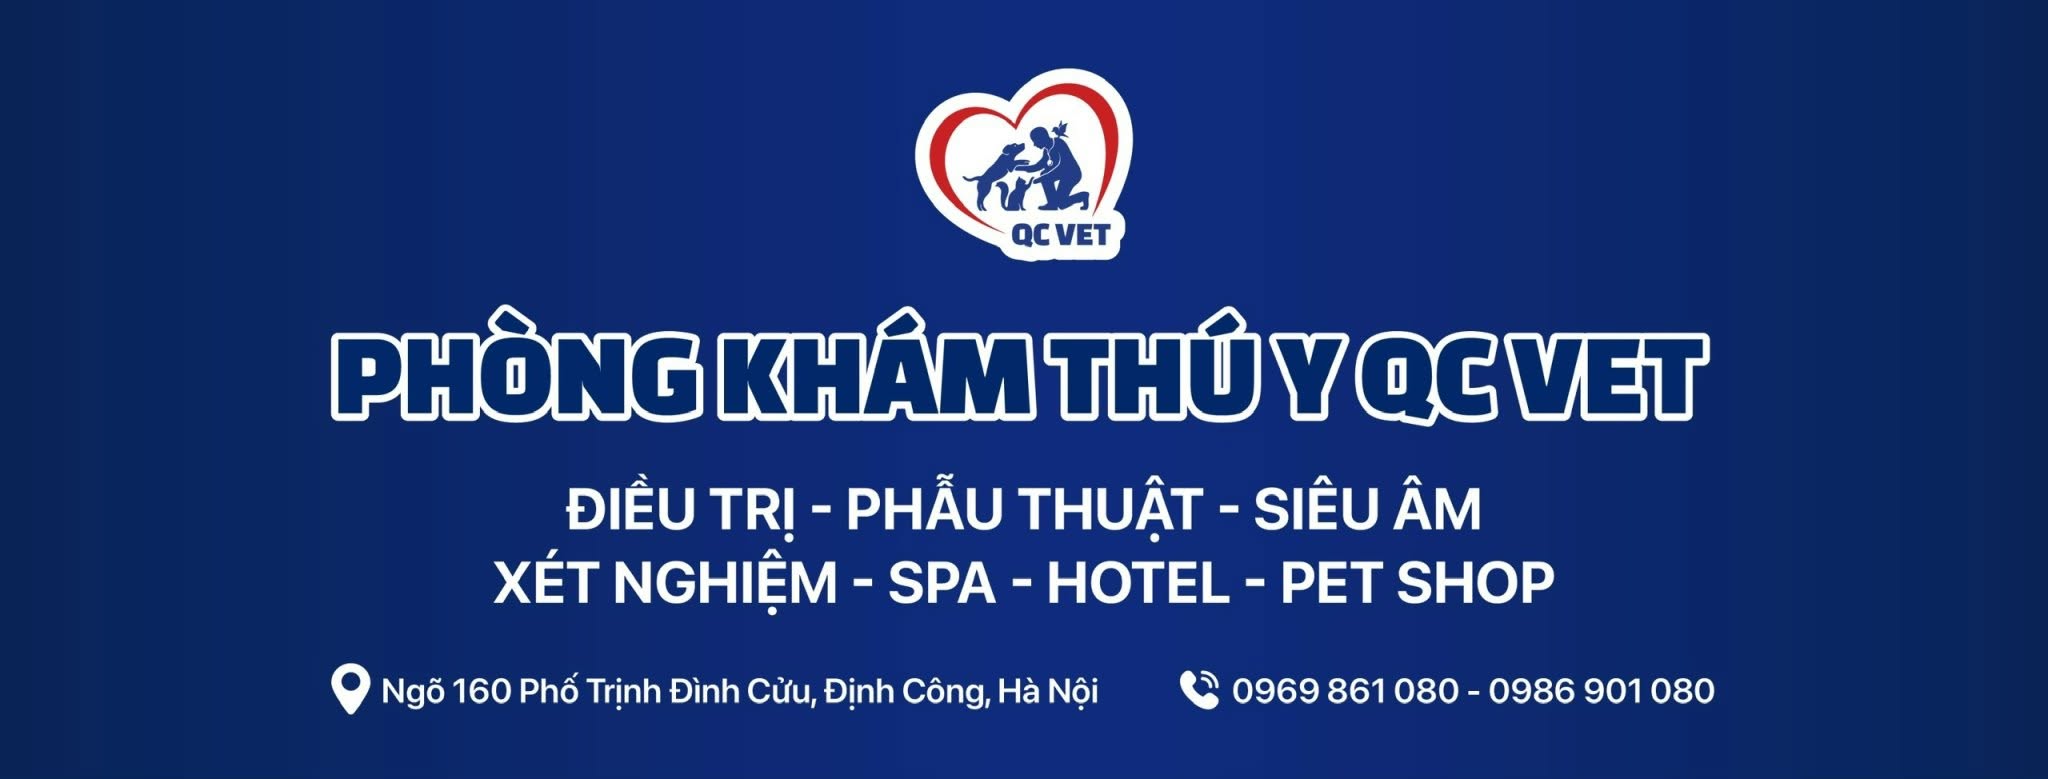 QC VET
PHÒNG KHÁM THÚ Y QC VET
ĐIỀU TRỊ - PHẪU THUẬT - SIÊU ÂM
XÉT NGHIỆM - SPA - HOTEL - PET SHOP
Ngõ 160 Phố Trịnh Đình Cửu, Định Công, Hà Nội
0969 861 080 - 0986 901 080